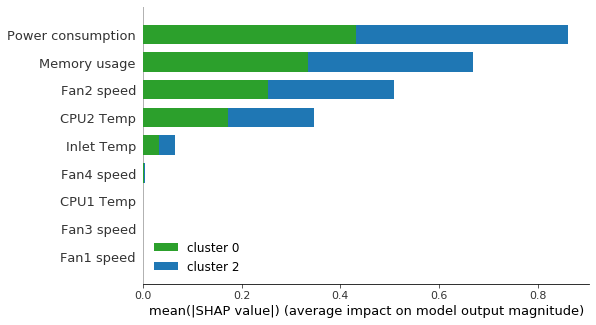 Power consumption
Memory usage
Fan2 speed
CPU2 Temp
Inlet Temp
Fan4 speed
CPU1 Temp
Fan3 speed
Fan1 speed
cluster 0
cluster 2
0.0 0.2 0.4 0.6 0.8
mean(|SHAP value|) (average impact on model output magnitude)